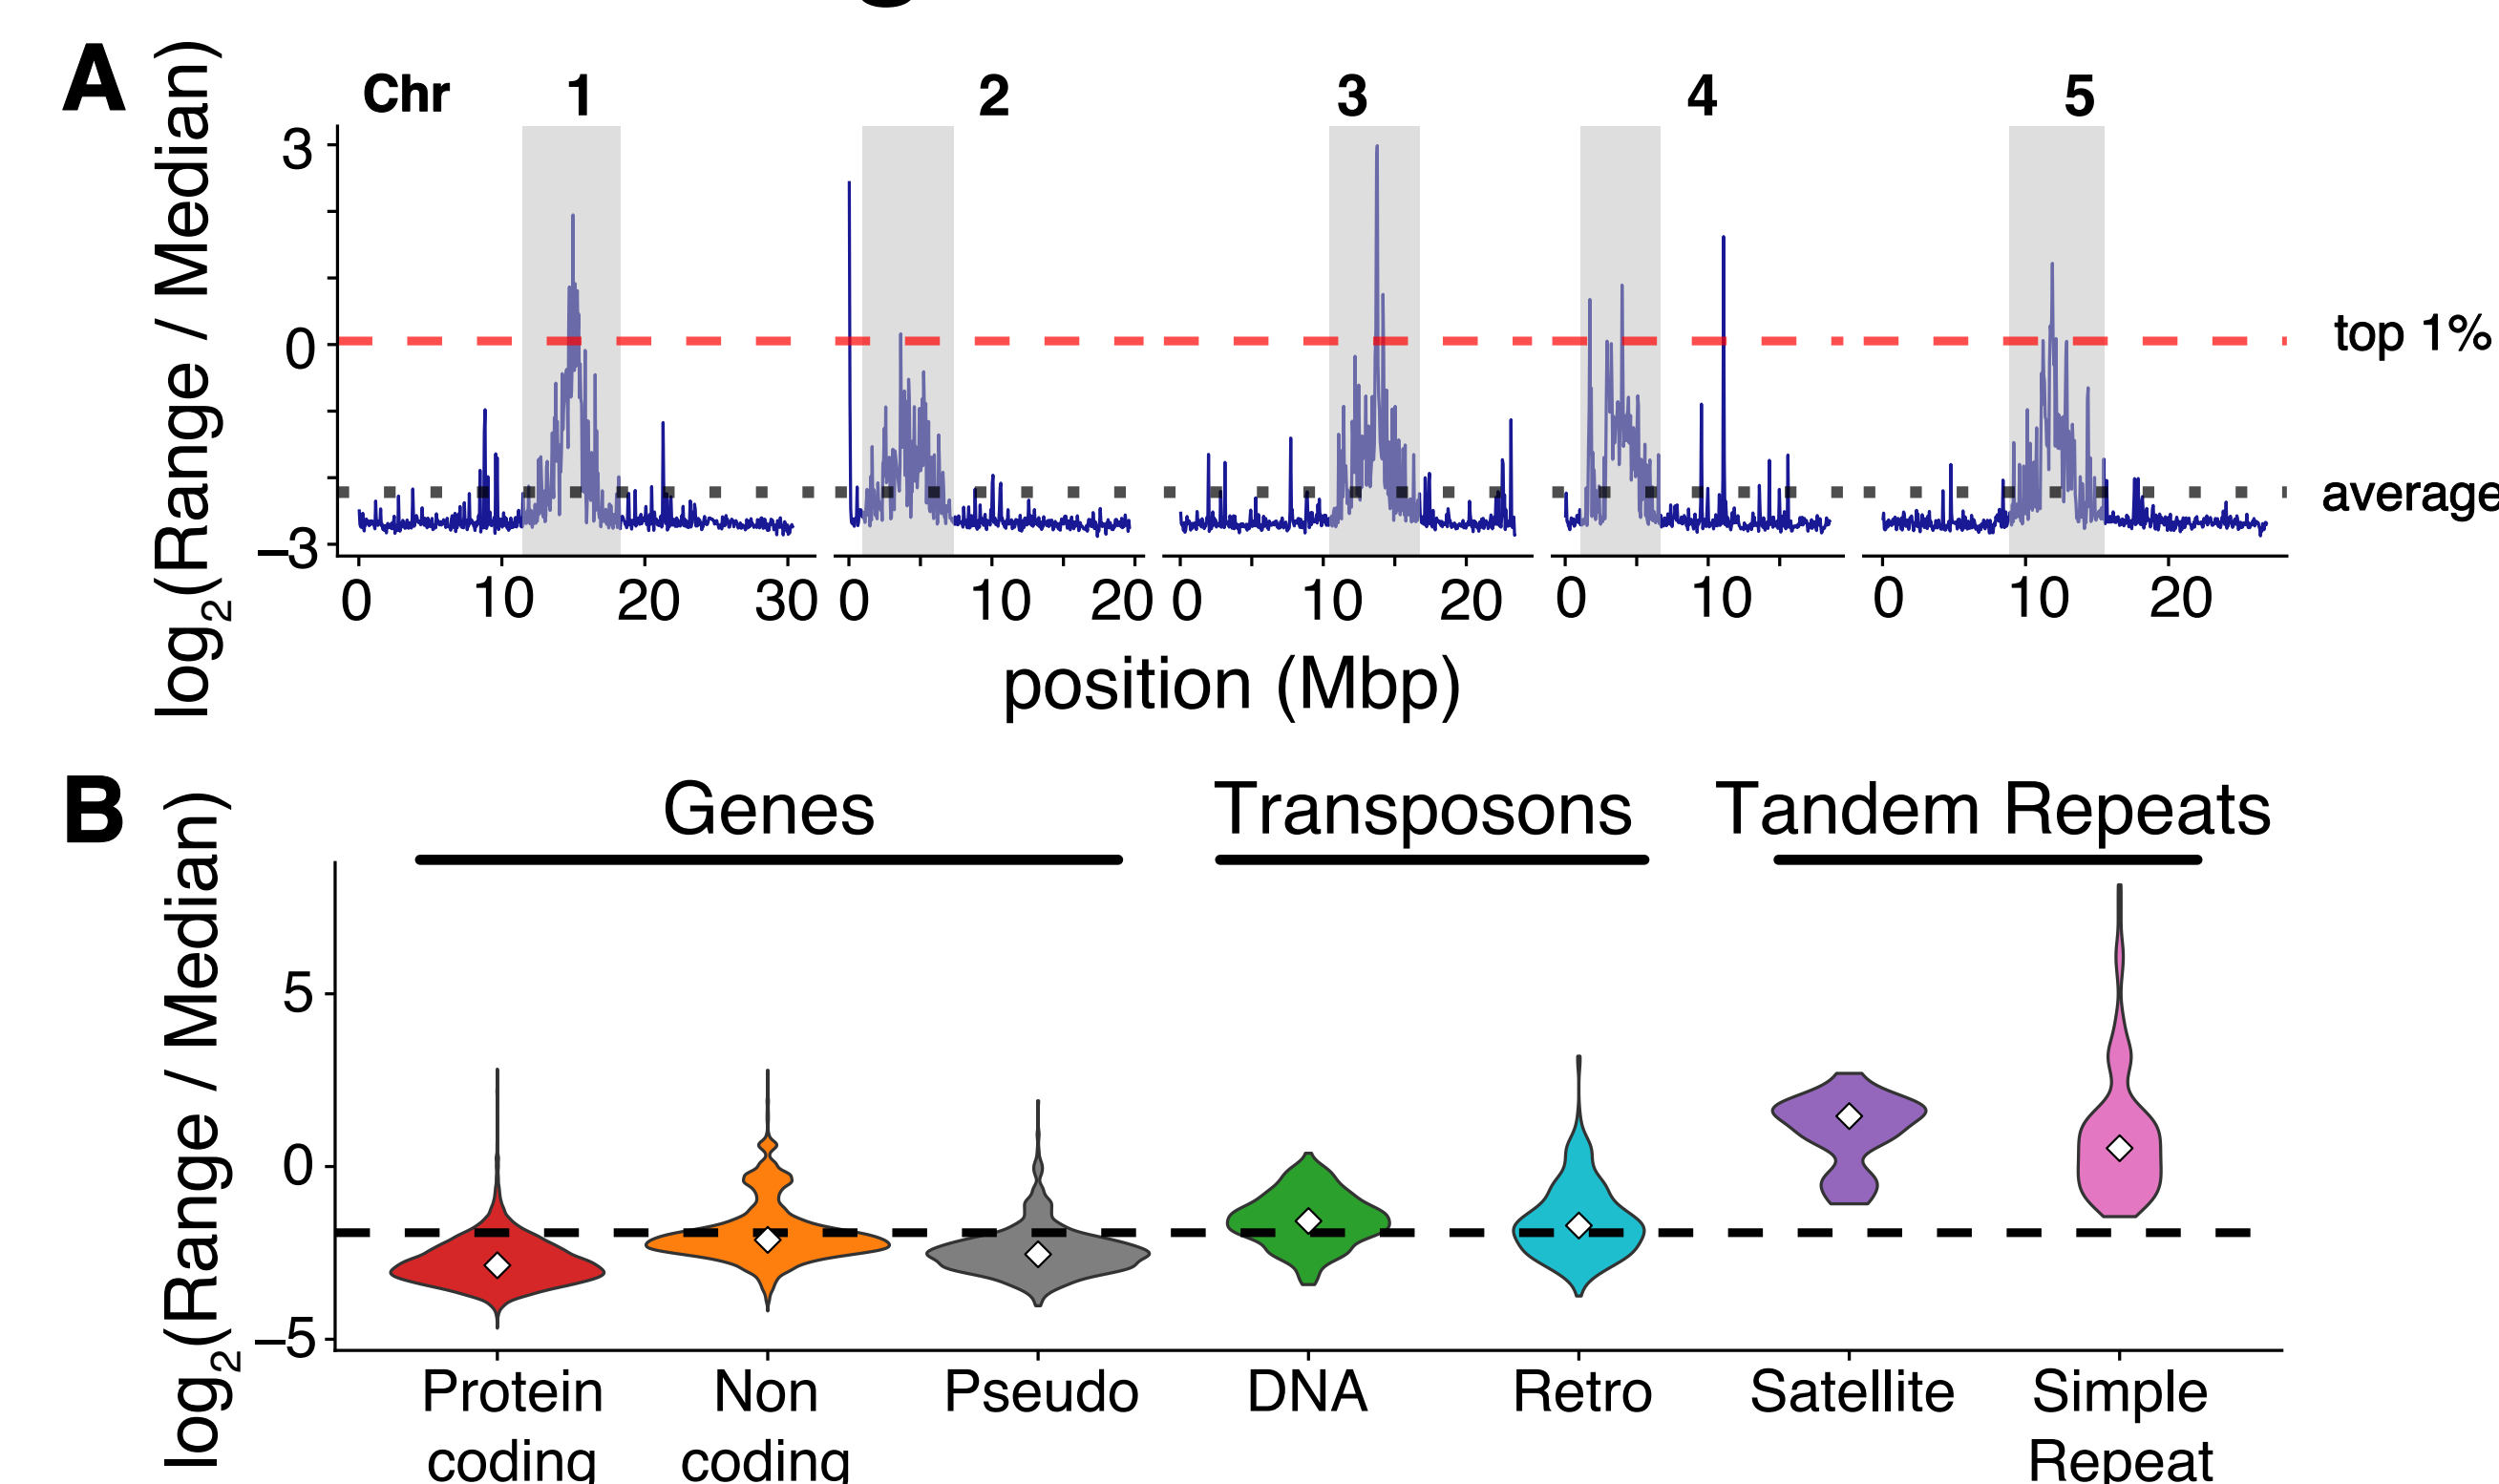 A
log2(Range / Median)
Chr 1 2 3 4 5
3
0
−3
top 1%
average
0 10 20 30 0 10 20 0 10 20 0 10 0 10 20
position (Mbp)
B
log2(Range / Median)
Genes Transposons Tandem Repeats
5
0
−5
Protein coding
Non coding
Pseudo
DNA
Retro
Satellite
Simple Repeat